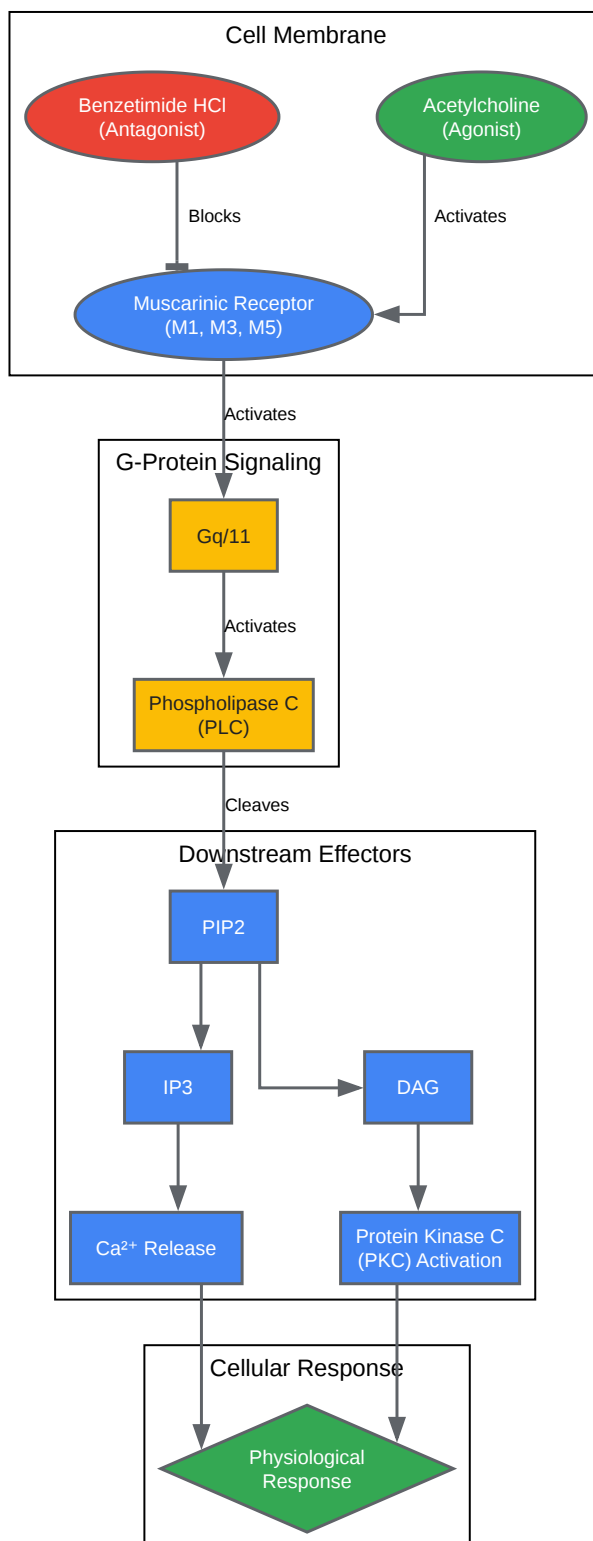 Cell Membrane
Benzetimide HCl
(Antagonist)
Acetylcholine
(Agonist)
Blocks
Activates
Muscarinic Receptor
(M1, M3, M5)
Activates
G-Protein Signaling
Gq/11
Activates
Phospholipase C
(PLC)
Cleaves
Downstream Effectors
PIP2
IP3
DAG
Ca²⁺ Release
Protein Kinase C
(PKC) Activation
Cellular Response
Physiological
Response